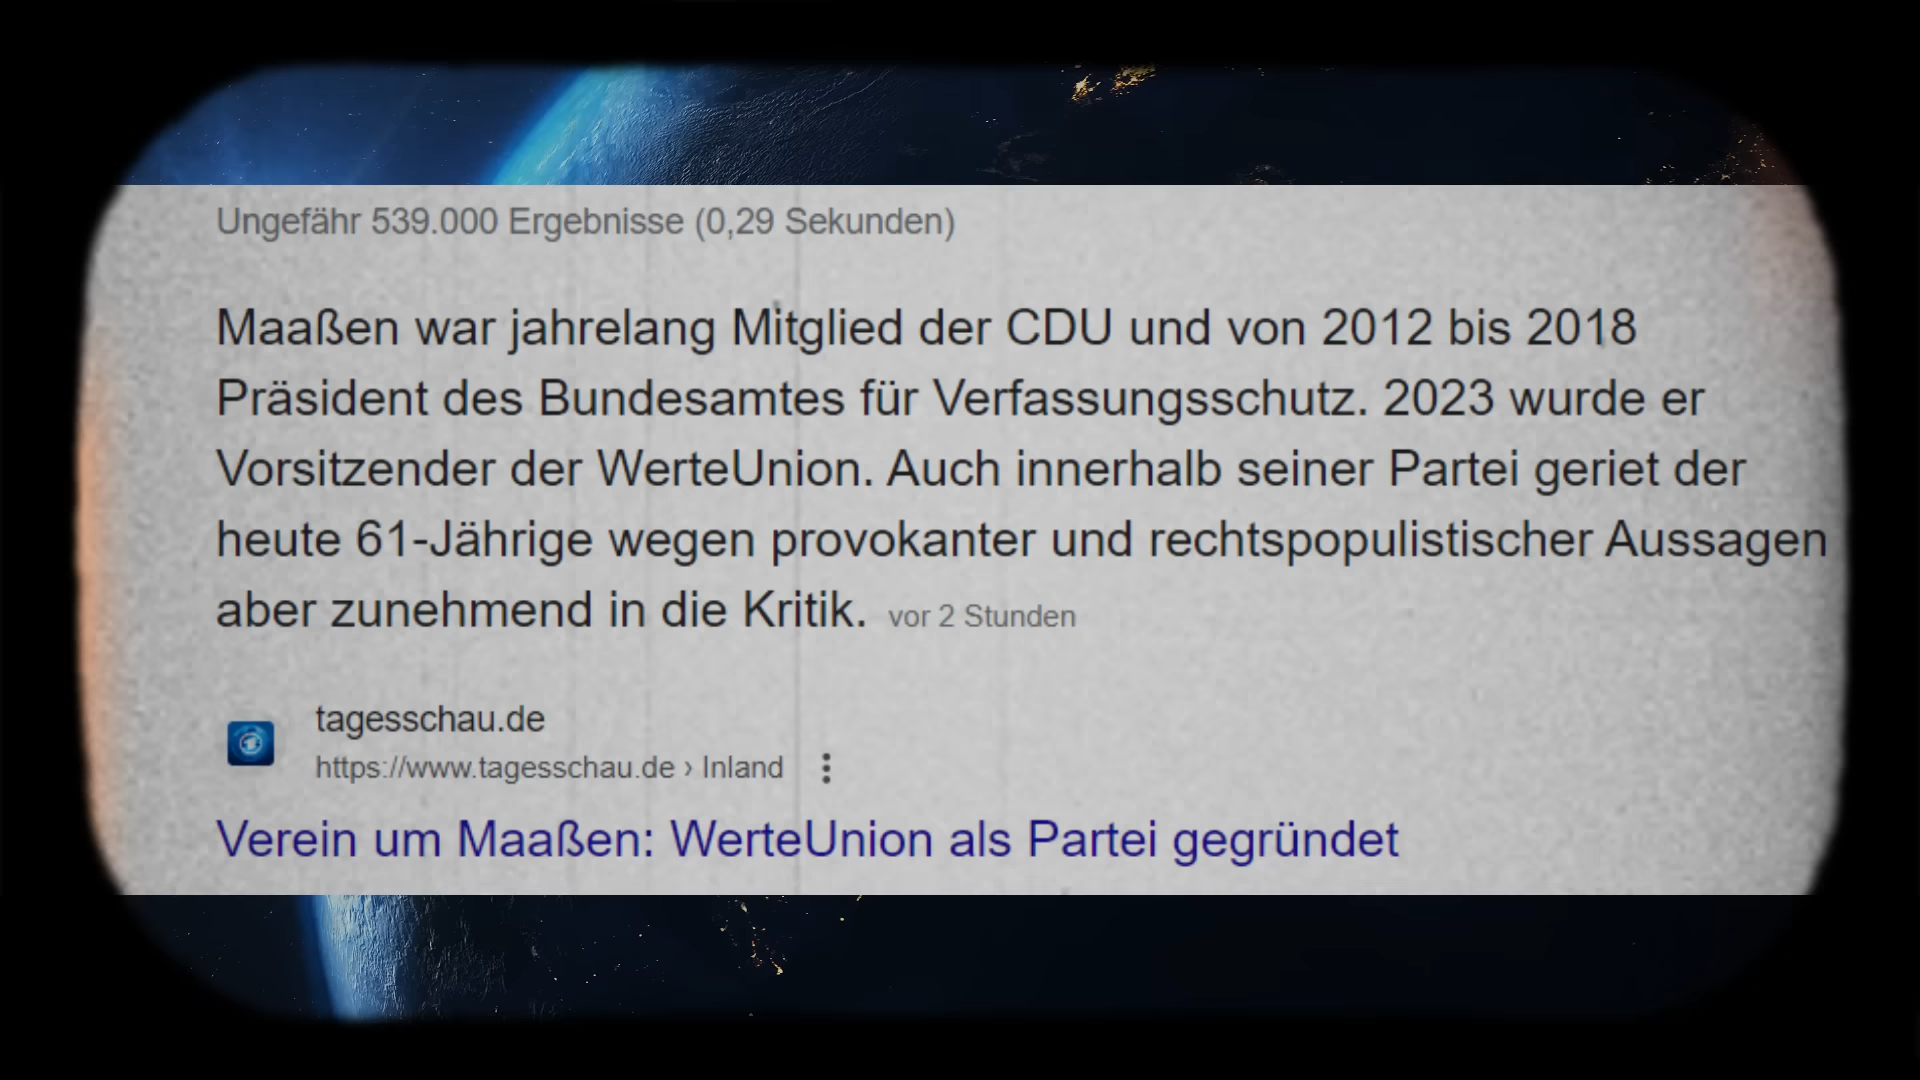 Ungefähr 539.000 Ergebnisse (0,29 Sekunden)
Maaßen war jahrelang Mitglied der CDU und von 2012 bis 2018
Präsident des Bundesamtes für Verfassungsschutz. 2023 wurde er
Vorsitzender der WerteUnion. Auch innerhalb seiner Partei geriet der
heute 61-Jährige wegen provokanter und rechtspopulistischer Aussagen
aber zunehmend in die Kritik. vor 2 Stunden
tagesschau.de
https://www.tagesschau.de › Inland
Verein um Maaßen: WerteUnion als Partei gegründet